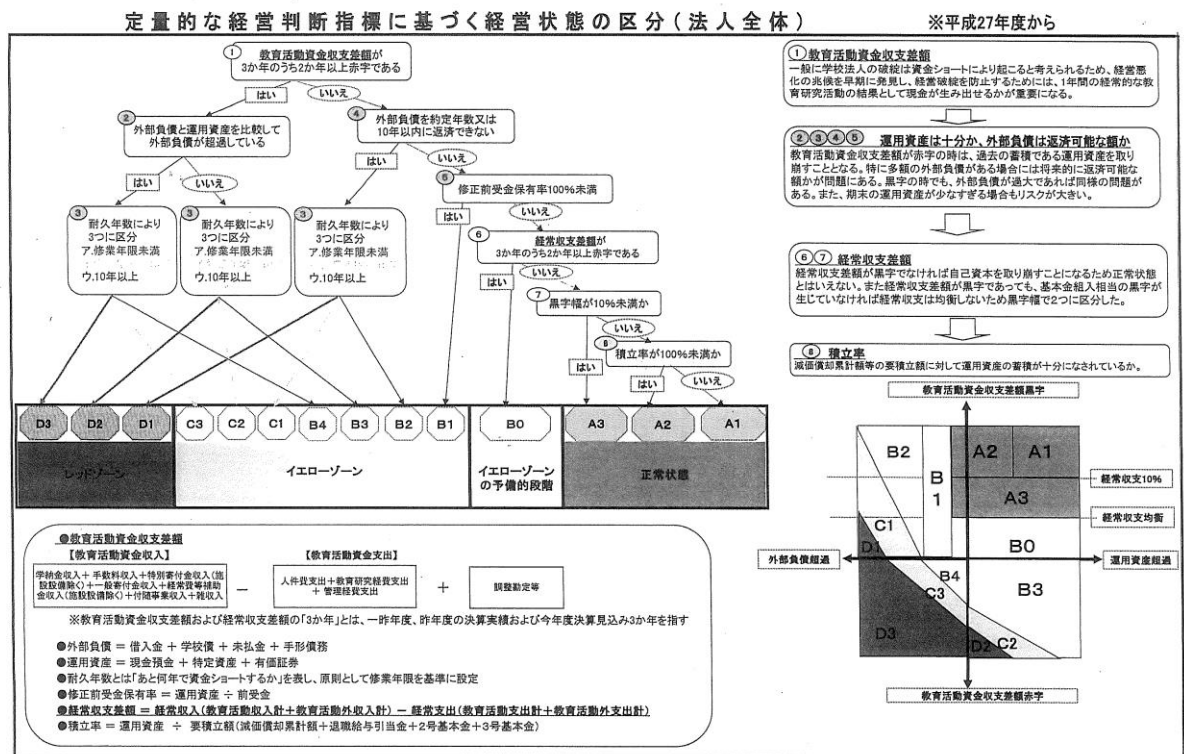 定量的な経営判断指標に基づく経営状態の区分(法人全体)
※平成27年度から
① 教育活動資金収支差額が
3か年のうち2か年以上赤字である
はい
いいえ
② 外部負債と運用資産を比較して
外部負債が超過している
④ 外部負債を約定年数又は
10年以内に返済できない
はい
いいえ
はい
いいえ
⑤ 修正前受金保有率100%未満
はい
いいえ
③ 耐久年数により
3つに区分
ア.修業年限未満
ウ.10年以上
③ 耐久年数により
3つに区分
ア.修業年限未満
ウ.10年以上
③ 耐久年数により
3つに区分
ア.修業年限未満
ウ.10年以上
⑥ 経常収支差額が
3か年のうち2か年以上赤字である
はい
いいえ
⑦ 黒字幅が10%未満か
はい
いいえ
⑧ 積立率が100%未満か
はい
いいえ
D3 D2 D1 C3 C2 C1 B4 B3 B2 B1 B0 A3 A2 A1
レッドゾーン
イエローゾーン
イエローゾーン
の予備的段階
正常状態
●教育活動資金収支差額
【教育活動資金収入】
【教育活動資金支出】
学納金収入+手数料収入+特別寄付金収入(施
設設備除く)+一般寄付金収入+経常費等補助
金収入(施設設備除く)+付随事業収入+雑収入
−
人件費支出+教育研究経費支出
+管理経費支出
+
調整勘定等
※教育活動資金収支差額および経常収支差額の「3か年」とは、一昨年度、昨年度の決算実績および今年度決算見込み3か年を指す
●外部負債 = 借入金 + 学校債 + 未払金 + 手形債務
●運用資産 = 現金預金 + 特定資産 + 有価証券
●耐久年数とは「あと何年で資金ショートするか」を表し、原則として修業年限を基準に設定
●修正前受金保有率 = 運用資産 ÷ 前受金
●経常収支差額 = 経常収入(教育活動収入計+教育活動外収入計) − 経常支出(教育活動支出計+教育活動外支出計)
●積立率 = 運用資産 ÷ 要積立額(減価償却累計額+退職給与引当金+2号基本金+3号基本金)
① 教育活動資金収支差額
一般に学校法人の破綻は資金ショートにより起こると考えられるため、経営悪
化の兆候を早期に発見し、経営破綻を防止するためには、1年間の経常的な教
育研究活動の結果として現金が生み出せるかが重要になる。
②③④⑤ 運用資産は十分か、外部負債は返済可能な額か
教育活動資金収支差額が赤字の時は、過去の蓄積である運用資産を取り
崩すこととなる。特に多額の外部負債がある場合には将来的に返済可能な
額かが問題にある。黒字の時でも、外部負債が過大であれば同様の問題が
ある。また、期末の運用資産が少なすぎる場合もリスクが大きい。
⑥⑦ 経常収支差額
経常収支差額が黒字でなければ自己資本を取り崩すことになるため正常状態
とはいえない。また経常収支差額が黒字であっても、基本金組入相当の黒字が
生じていなければ経常収支は均衡しないため黒字幅で2つに区分した。
⑧ 積立率
減価償却累計額等の要積立額に対して運用資産の蓄積が十分になされているか。
教育活動資金収支差額黒字
B2
B
1
A2
A1
経常収支10%
A3
経常収支均衡
C1
D1
B0
外部負債超過
運用資産超過
B4
C3
B3
D3
D2
C2
教育活動資金収支差額赤字